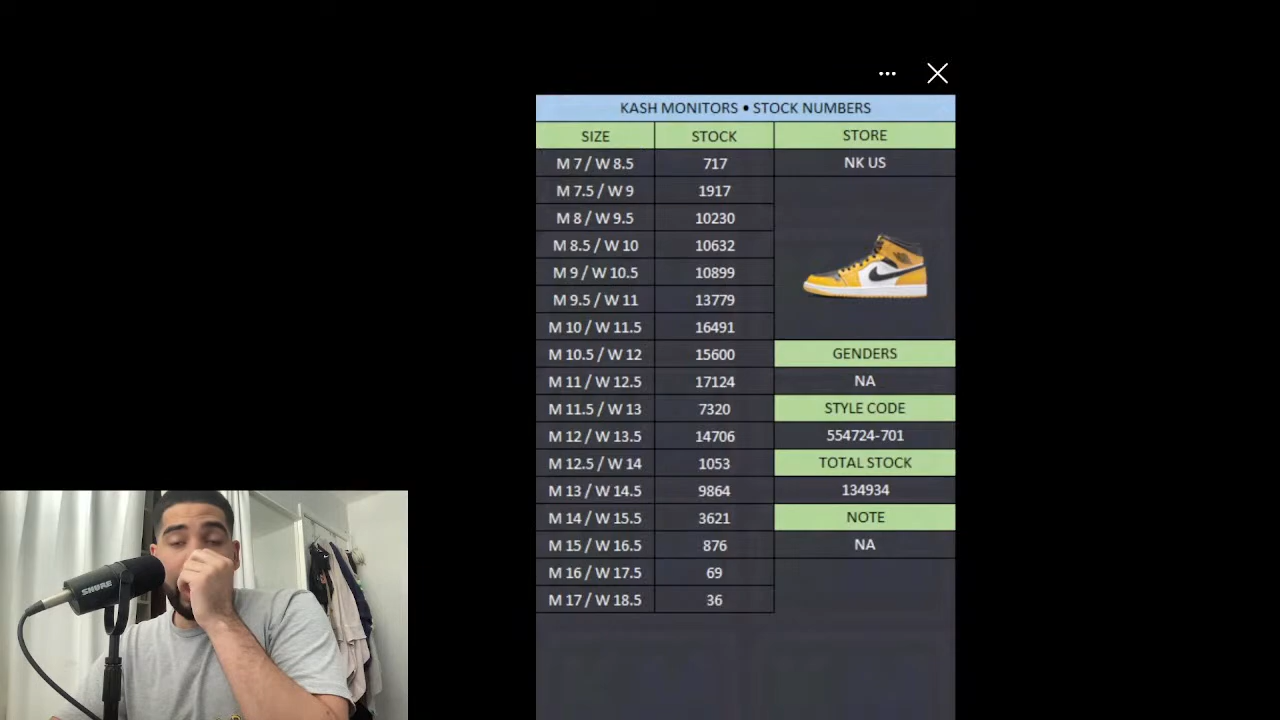 KASH MONITORS • STOCK NUMBERS
SIZE STOCK STORE
M 7 / W 8.5 717 NK US
M 7.5 / W 9 1917
M 8 / W 9.5 10230
M 8.5 / W 10 10632
M 9 / W 10.5 10899
M 9.5 / W 11 13779
M 10 / W 11.5 16491
M 10.5 / W 12 15600 GENDERS
M 11 / W 12.5 17124 NA
M 11.5 / W 13 7320 STYLE CODE
M 12 / W 13.5 14706 554724-701
M 12.5 / W 14 1053 TOTAL STOCK
M 13 / W 14.5 9864 134934
M 14 / W 15.5 3621 NOTE
M 15 / W 16.5 876 NA
M 16 / W 17.5 69
M 17 / W 18.5 36
SHURE